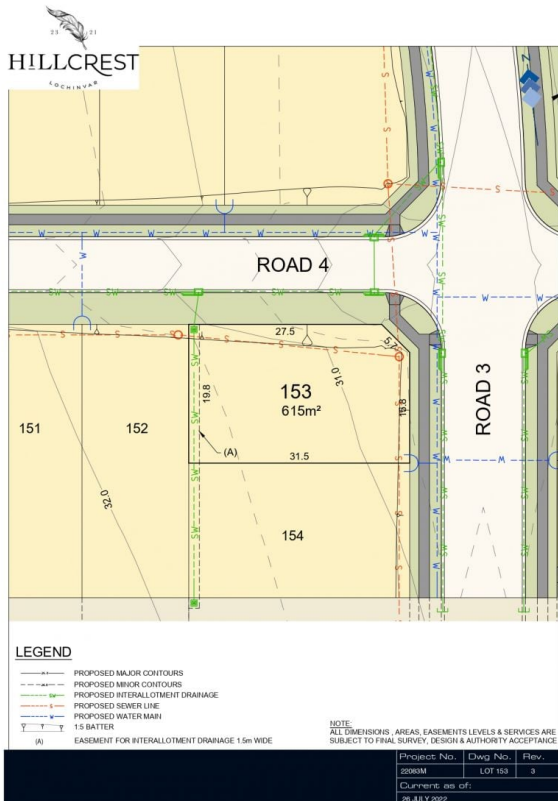 23 21
HILLCREST
LOCHINVAR
Z
ROAD 4
ROAD 3
27.5
5.2
153
615m²
19.8
31.0
31.5
(A)
151
152
154
32.0
LEGEND
PROPOSED MAJOR CONTOURS
PROPOSED MINOR CONTOURS
SW PROPOSED INTERALLOTMENT DRAINAGE
S PROPOSED SEWER LINE
W PROPOSED WATER MAIN
1:5 BATTER
(A) EASEMENT FOR INTERALLOTMENT DRAINAGE 1.5m WIDE
NOTE:
ALL DIMENSIONS , AREAS, EASEMENTS LEVELS & SERVICES ARE
SUBJECT TO FINAL SURVEY, DESIGN & AUTHORITY ACCEPTANCE
Project No. Dwg No. Rev.
22083M LOT 153 3
Current as of:
26 JULY 2022